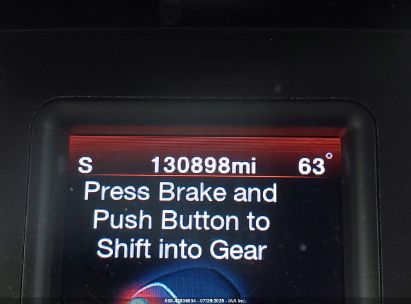 S 130898mi 63°
Press Brake and
Push Button to
Shift into Gear